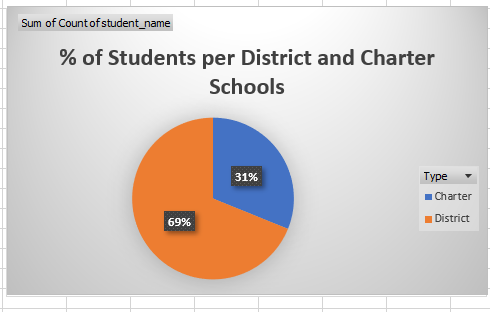 Sum of Count of student_name
% of Students per District and Charter
Schools
31%
69%
Type
Charter
District